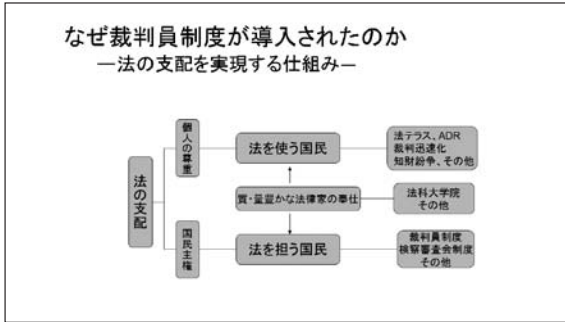 なぜ裁判員制度が導入されたのか
―法の支配を実現する仕組み―
法の支配
個人の尊重
法を使う国民
法テラス、ADR
裁判迅速化
知財紛争、その他
質・量豊かな法律家の奉仕
法科大学院
その他
国民主権
法を担う国民
裁判員制度
検察審査会制度
その他